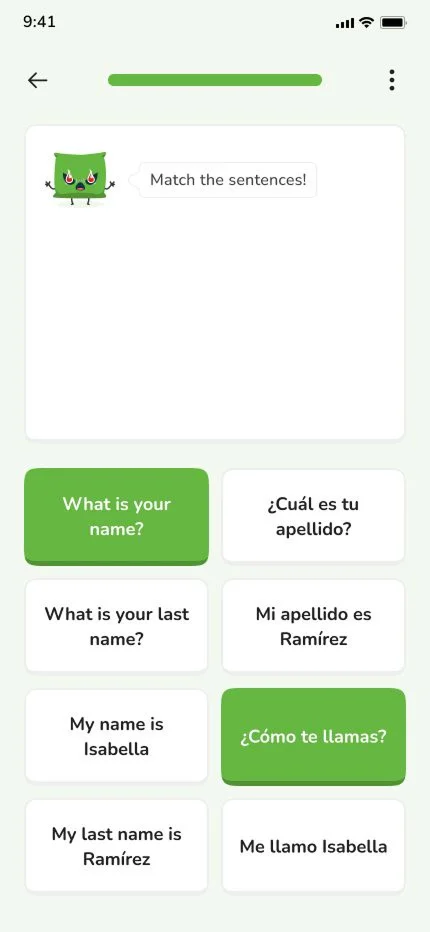 9:41
Match the sentences!
What is your
name?
¿Cuál es tu
apellido?
What is your last
name?
Mi apellido es
Ramírez
My name is
Isabella
¿Cómo te llamas?
My last name is
Ramírez
Me llamo Isabella